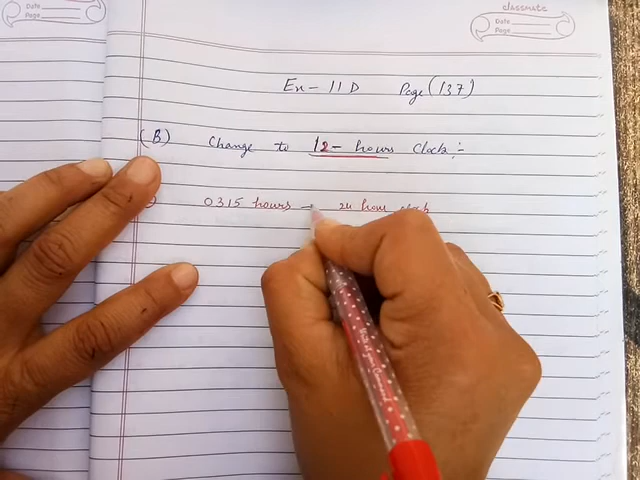 classmate
Date
Page
Date
Page
Ex - 11 D Page (137)
(B) Change to 12 - hours clock :-
0315 hours → 24 hour clock